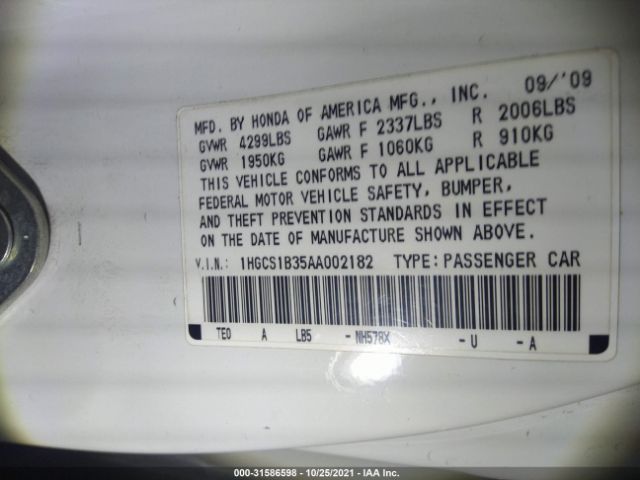 MFD. BY HONDA OF AMERICA MFG., INC. 09/'09
GVWR 4299LBS GAWR F 2337LBS R 2006LBS
GVWR 1950KG GAWR F 1060KG R 910KG
THIS VEHICLE CONFORMS TO ALL APPLICABLE
FEDERAL MOTOR VEHICLE SAFETY, BUMPER,
AND THEFT PREVENTION STANDARDS IN EFFECT
ON THE DATE OF MANUFACTURE SHOWN ABOVE.
V.I.N: 1HGCS1B35AA002182 TYPE:PASSENGER CAR
TE0 A LB5 -NH578X -U -A
000-31586598 - 10/25/2021 - IAA Inc.